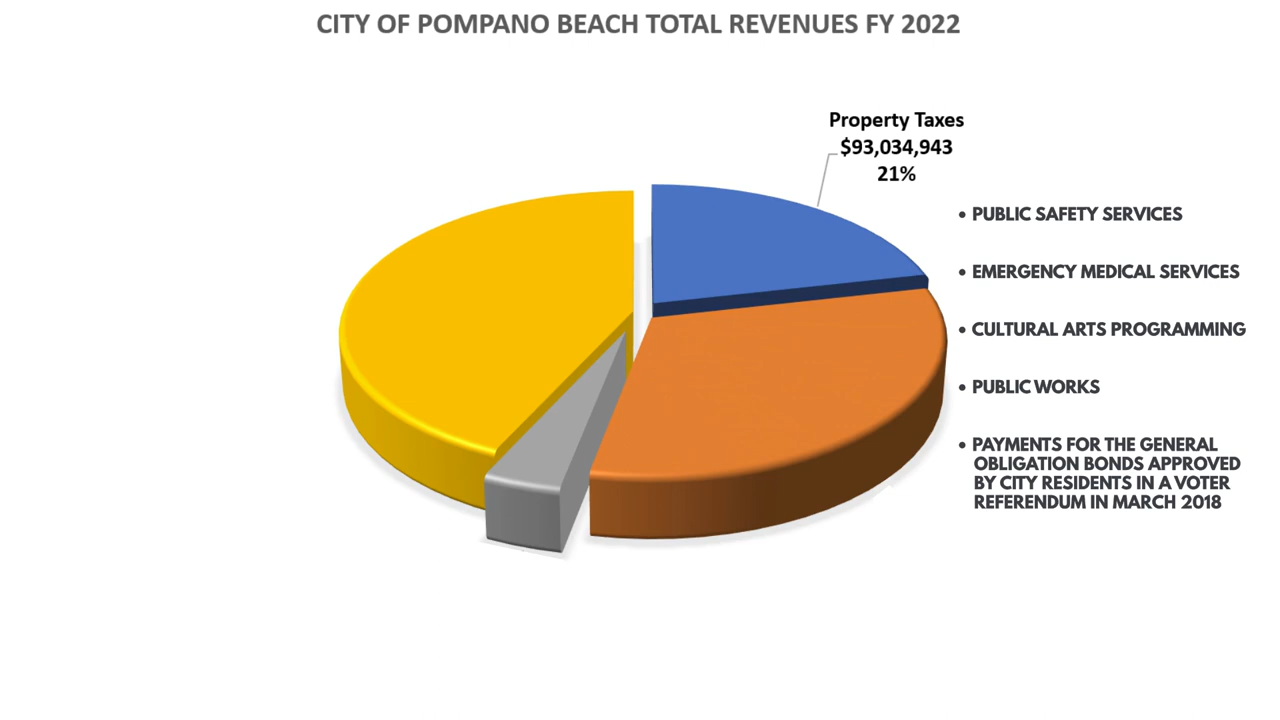 CITY OF POMPANO BEACH TOTAL REVENUES FY 2022
Property Taxes
$93,034,943
21%
• PUBLIC SAFETY SERVICES
• EMERGENCY MEDICAL SERVICES
• CULTURAL ARTS PROGRAMMING
• PUBLIC WORKS
• PAYMENTS FOR THE GENERAL
OBLIGATION BONDS APPROVED
BY CITY RESIDENTS IN A VOTER
REFERENDUM IN MARCH 2018